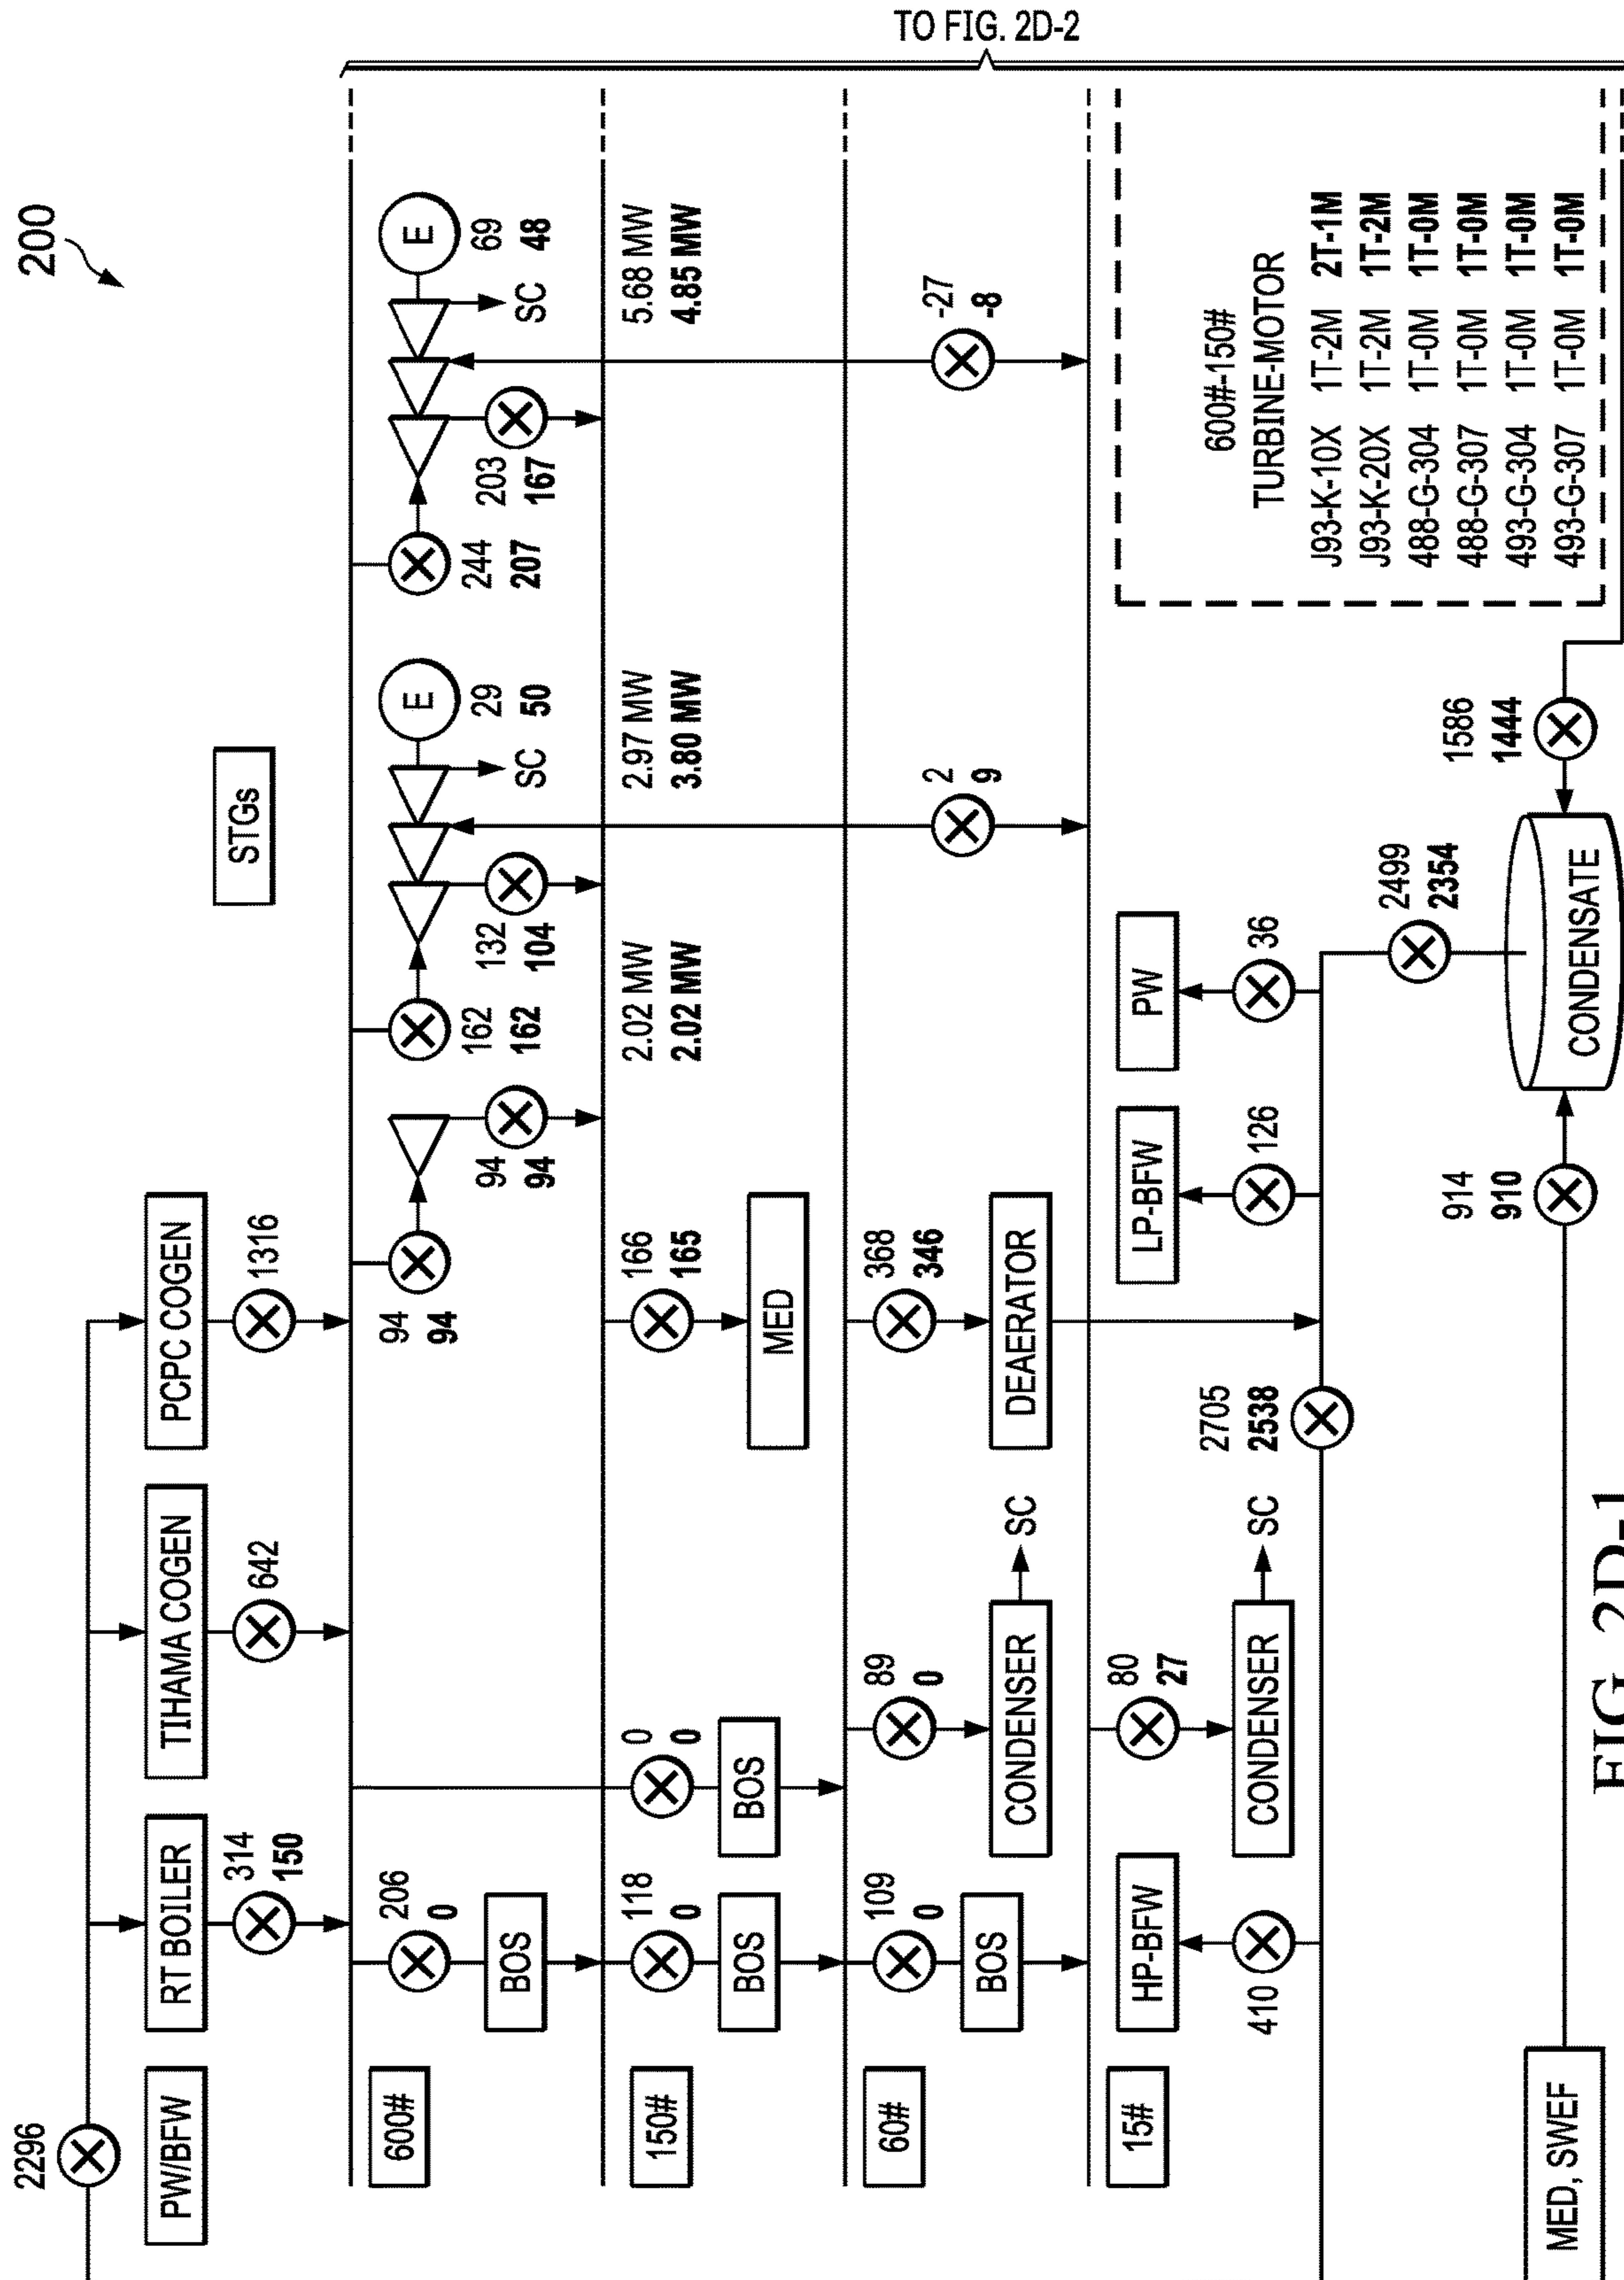 200
2296
PW/BFW
RT BOILER
314
150
TIHAMA COGEN
642
PCPC COGEN
1316
STGs
TO FIG. 2D-2
600#
206
0
BOS
94
94
94
94
162
162
132
104
SC
E
29
50
244
207
203
167
SC
E
69
48
150#
118
0
BOS
0
0
BOS
166
165
MED
2.02 MW
2.02 MW
2.97 MW
3.80 MW
5.68 MW
4.85 MW
60#
109
0
BOS
89
0
CONDENSER
SC
368
346
DEAERATOR
2
9
-27
-8
15#
HP-BFW
410
80
27
CONDENSER
SC
2705
2538
LP-BFW
126
PW
36
2499
2354
600#-150#
TURBINE-MOTOR
J93-K-10X 1T-2M 2T-1M
J93-K-20X 1T-2M 1T-2M
488-G-304 1T-0M 1T-0M
488-G-307 1T-0M 1T-0M
493-G-304 1T-0M 1T-0M
493-G-307 1T-0M 1T-0M
MED, SWEF
914
910
CONDENSATE
1586
1444
FIG. 2D-1